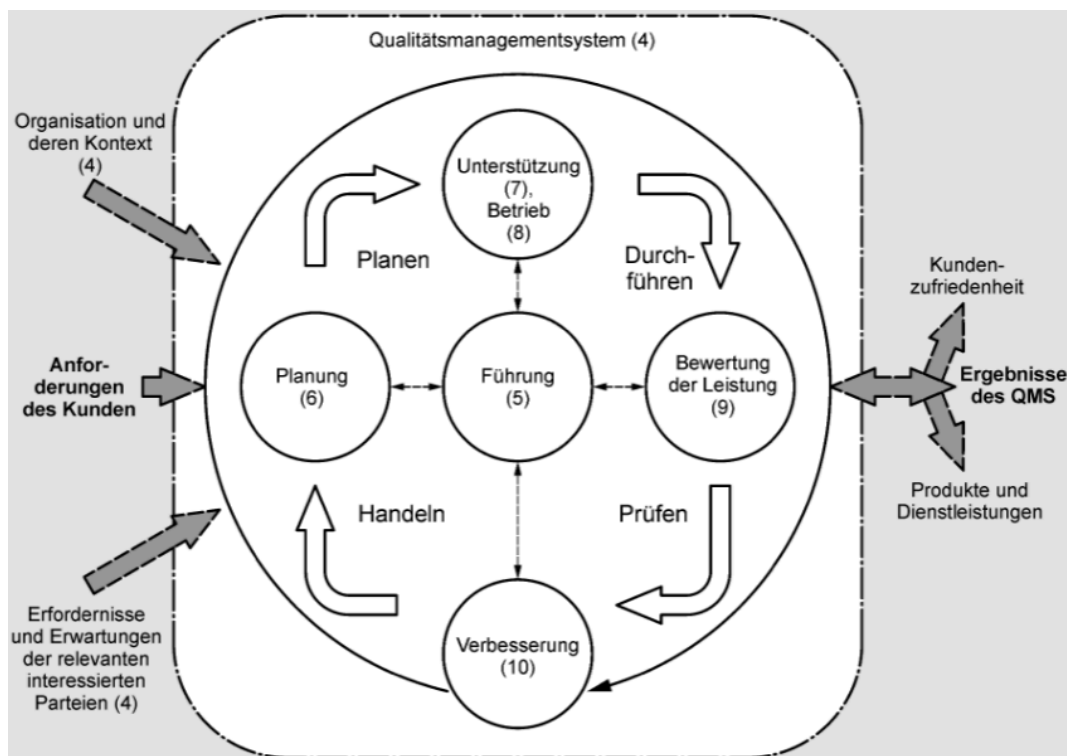 Qualitätsmanagementsystem (4)
Organisation und
deren Kontext
(4)
Unterstützung
(7),
Betrieb
(8)
Planen
Durch-
führen
Kunden-
zufriedenheit
Anfor-
derungen
des Kunden
Planung
(6)
Führung
(5)
Bewertung
der Leistung
(9)
Ergebnisse
des QMS
Handeln
Prüfen
Produkte und
Dienstleistungen
Erfordernisse
und Erwartungen
der relevanten
interessierten
Parteien (4)
Verbesserung
(10)